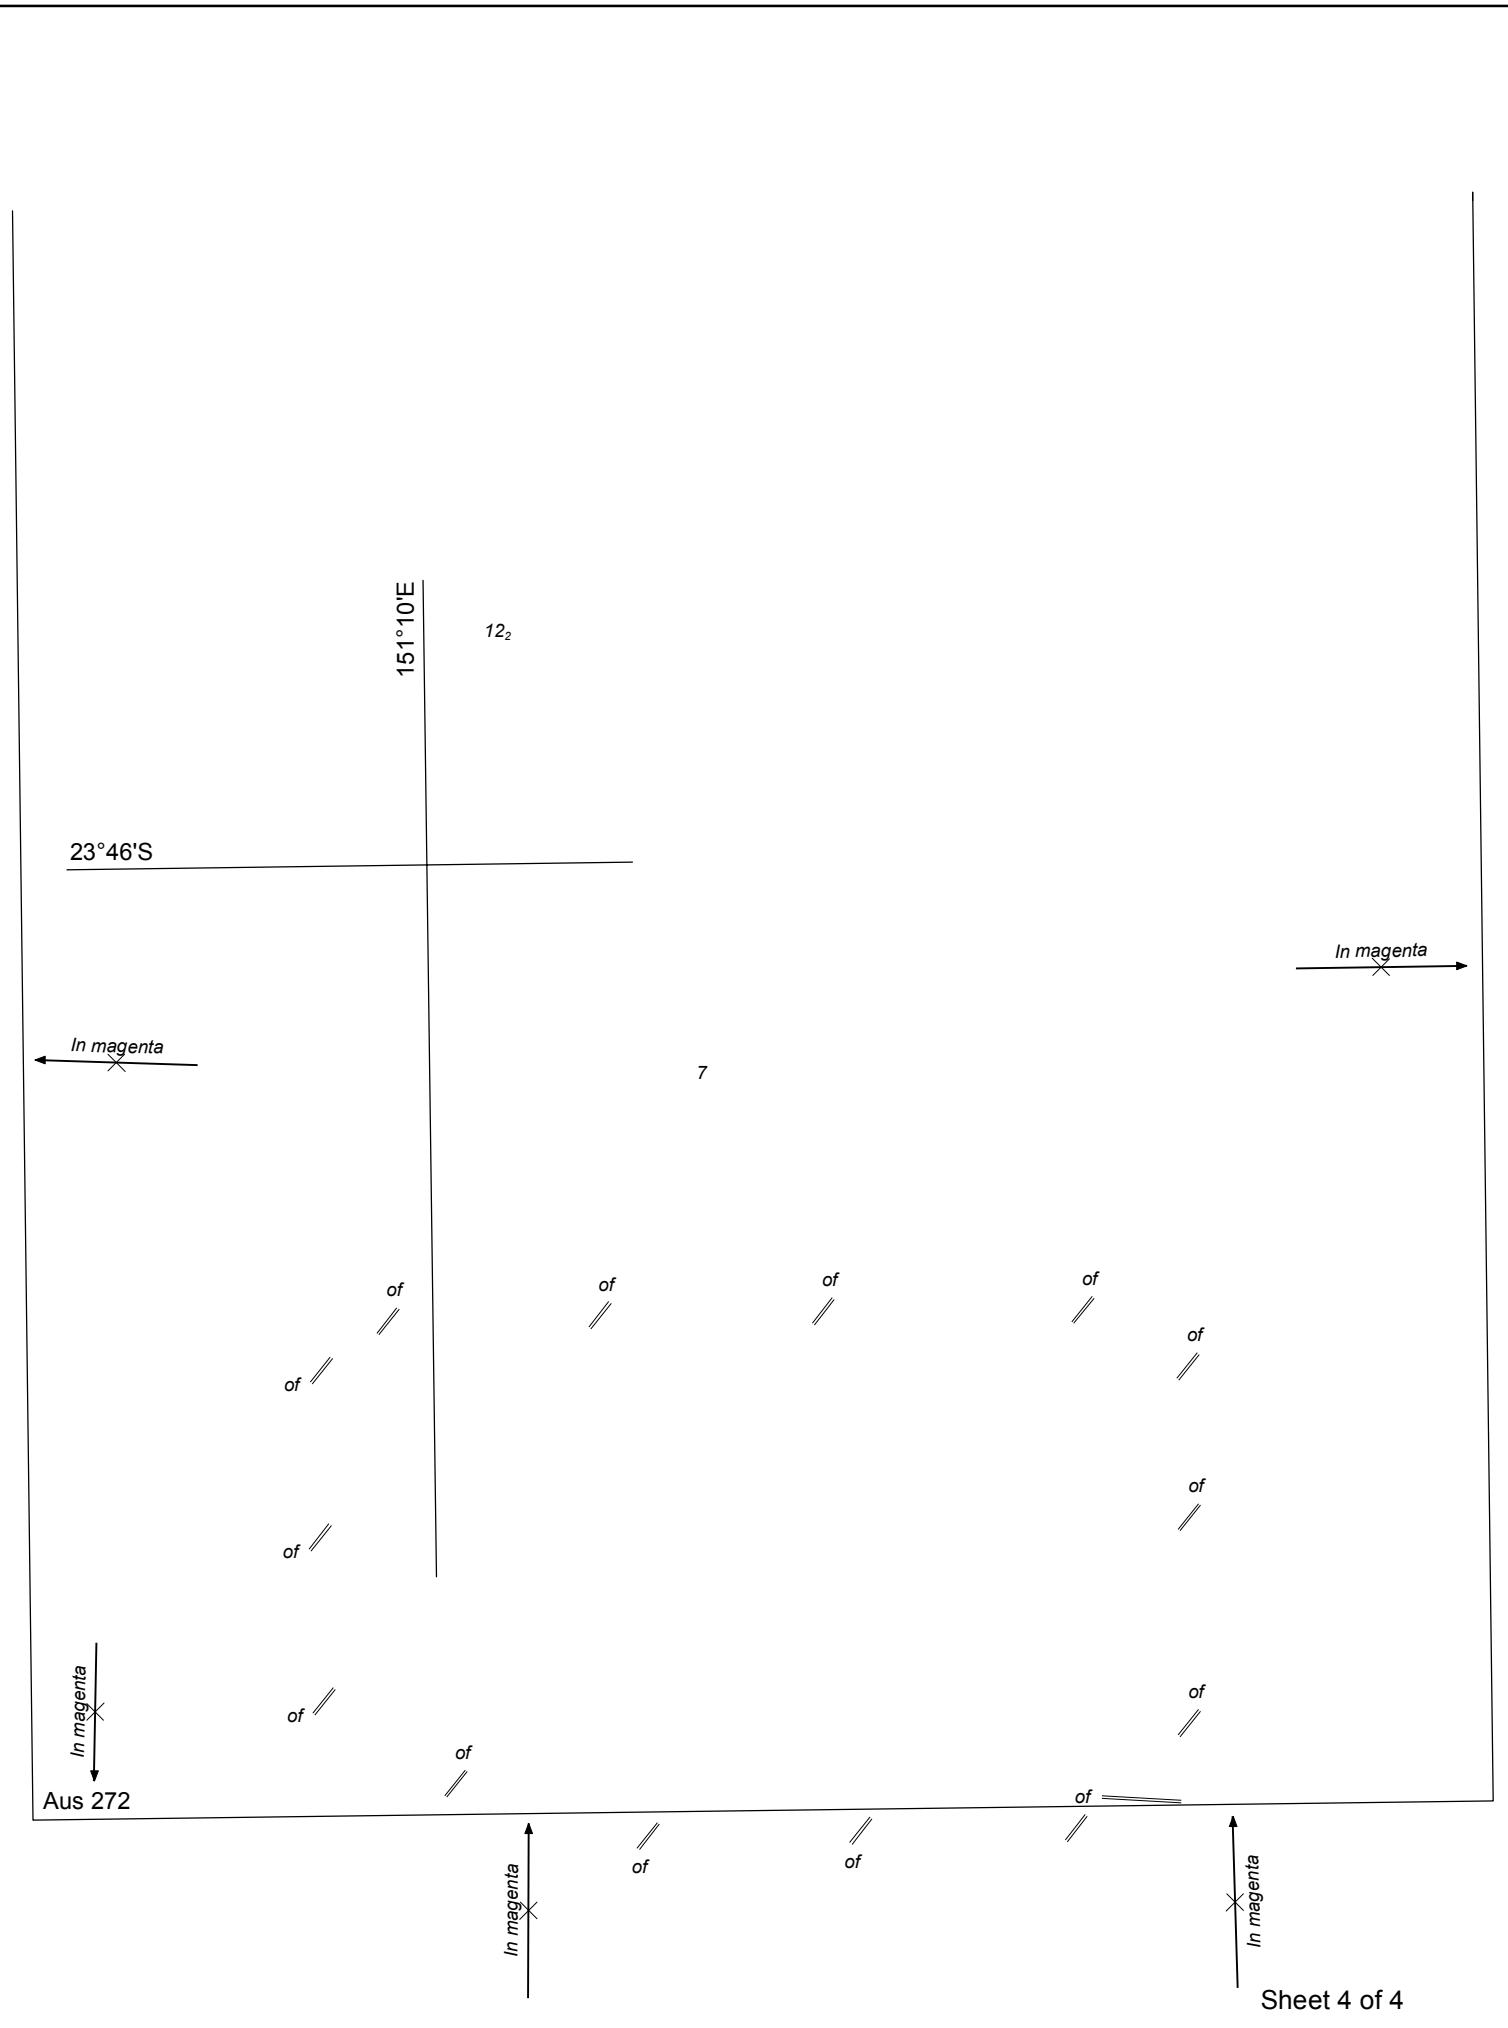 151°10'E
12₂
23°46'S
In magenta
In magenta
7
of
of
of
of
of
of
of
of
In magenta
of
of
of
Aus 272
of
of
of
of
In magenta
In magenta
Sheet 4 of 4